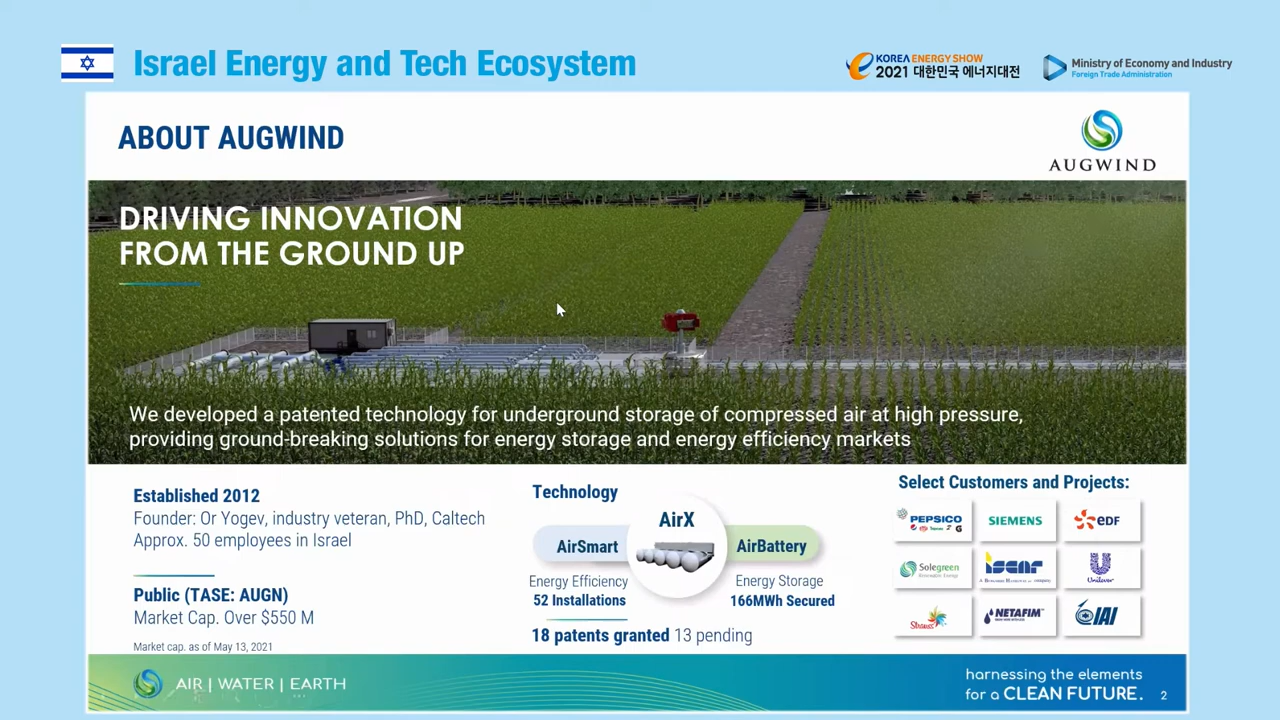 Israel Energy and Tech Ecosystem
KOREA ENERGY SHOW
2021 대한민국 에너지대전
Ministry of Economy and Industry
Foreign Trade Administration
ABOUT AUGWIND
AUGWIND
DRIVING INNOVATION
FROM THE GROUND UP
We developed a patented technology for underground storage of compressed air at high pressure,
providing ground-breaking solutions for energy storage and energy efficiency markets
Established 2012
Founder: Or Yogev, industry veteran, PhD, Caltech
Approx. 50 employees in Israel
Public (TASE: AUGN)
Market Cap. Over $550 M
Market cap. as of May 13, 2021
Technology
AirX
AirSmart
AirBattery
Energy Efficiency
52 Installations
Energy Storage
166MWh Secured
18 patents granted 13 pending
Select Customers and Projects:
PEPSICO
SIEMENS
eDF
Solegreen
Renewable Energy
iscar
Unilever
Strauss
NETAFIM
IAI
AIR | WATER | EARTH
harnessing the elements
for a CLEAN FUTURE.
2